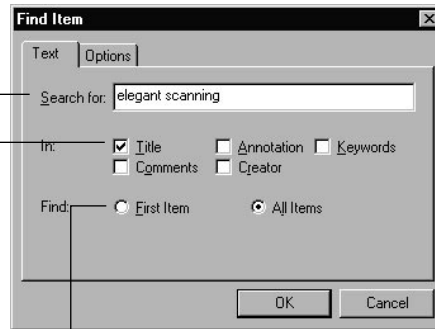 Find Item
Text Options
Search for: elegant scanning
In: Title Annotation Keywords
Comments Creator
Find: First Item All Items
OK Cancel